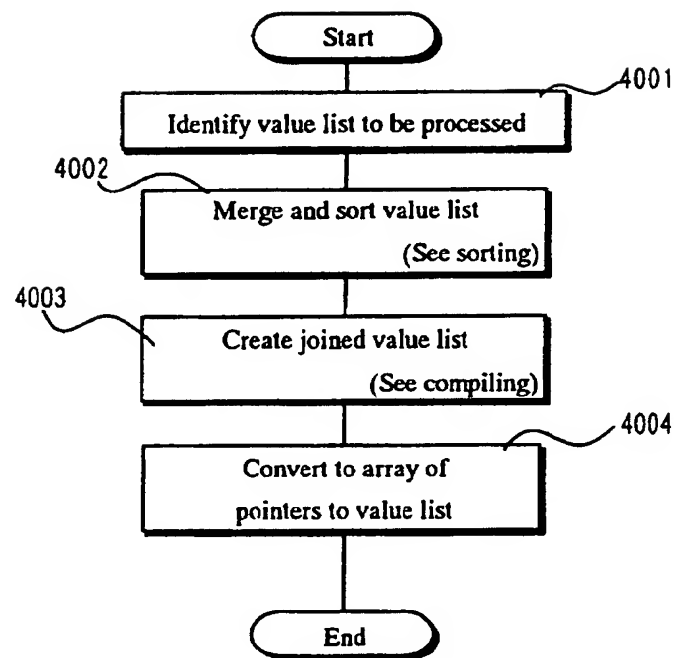 Start
4001
Identify value list to be processed
4002
Merge and sort value list
(See sorting)
4003
Create joined value list
(See compiling)
4004
Convert to array of
pointers to value list
End